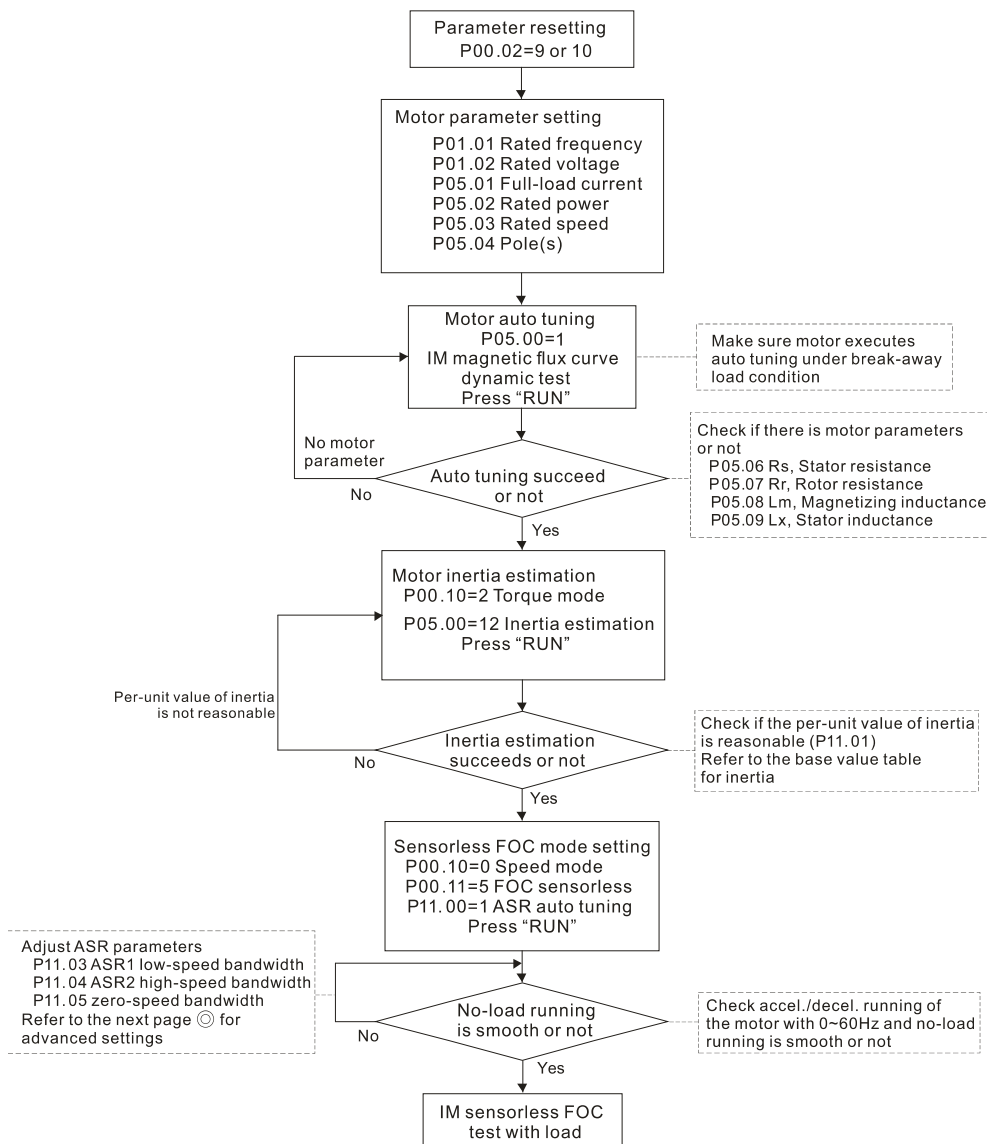 Parameter resetting
P00.02=9 or 10
Motor parameter setting
P01.01 Rated frequency
P01.02 Rated voltage
P05.01 Full-load current
P05.02 Rated power
P05.03 Rated speed
P05.04 Pole(s)
Motor auto tuning
P05.00=1
IM magnetic flux curve
dynamic test
Press “RUN”
Make sure motor executes
auto tuning under break-away
load condition
No motor
parameter
No
Auto tuning succeed
or not
Yes
Check if there is motor parameters
or not
P05.06 Rs, Stator resistance
P05.07 Rr, Rotor resistance
P05.08 Lm, Magnetizing inductance
P05.09 Lx, Stator inductance
Motor inertia estimation
P00.10=2 Torque mode
P05.00=12 Inertia estimation
Press “RUN”
Per-unit value of inertia
is not reasonable
No
Inertia estimation
succeeds or not
Yes
Check if the per-unit value of inertia
is reasonable (P11.01)
Refer to the base value table
for inertia
Sensorless FOC mode setting
P00.10=0 Speed mode
P00.11=5 FOC sensorless
P11.00=1 ASR auto tuning
Press “RUN”
Adjust ASR parameters
P11.03 ASR1 low-speed bandwidth
P11.04 ASR2 high-speed bandwidth
P11.05 zero-speed bandwidth
Refer to the next page ◎ for
advanced settings
No
No-load running
is smooth or not
Yes
Check accel./decel. running of
the motor with 0~60Hz and no-load
running is smooth or not
IM sensorless FOC
test with load